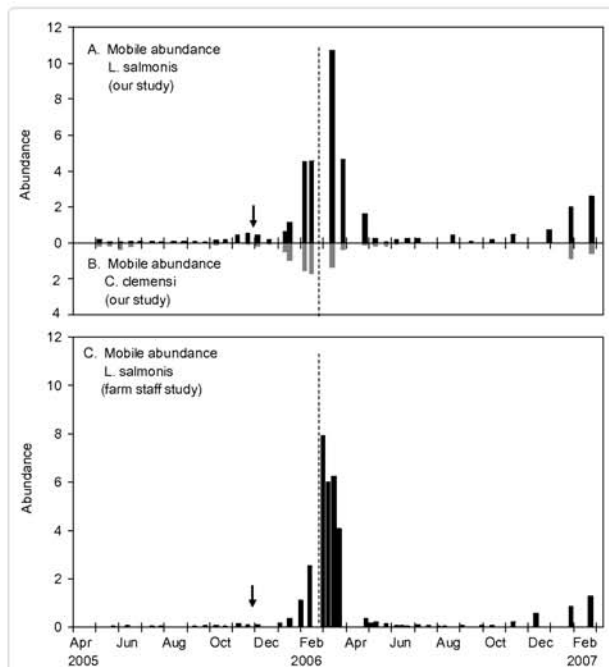 12
10
8
6
4
2
0
2
4
Abundance
A. Mobile abundance
L. salmonis
(our study)
B. Mobile abundance
C. clemensi
(our study)
12
10
8
6
4
2
0
Abundance
C. Mobile abundance
L. salmonis
(farm staff study)
Apr Jun Aug Oct Dec Feb Apr Jun Aug Oct Dec Feb
2005 2006 2007